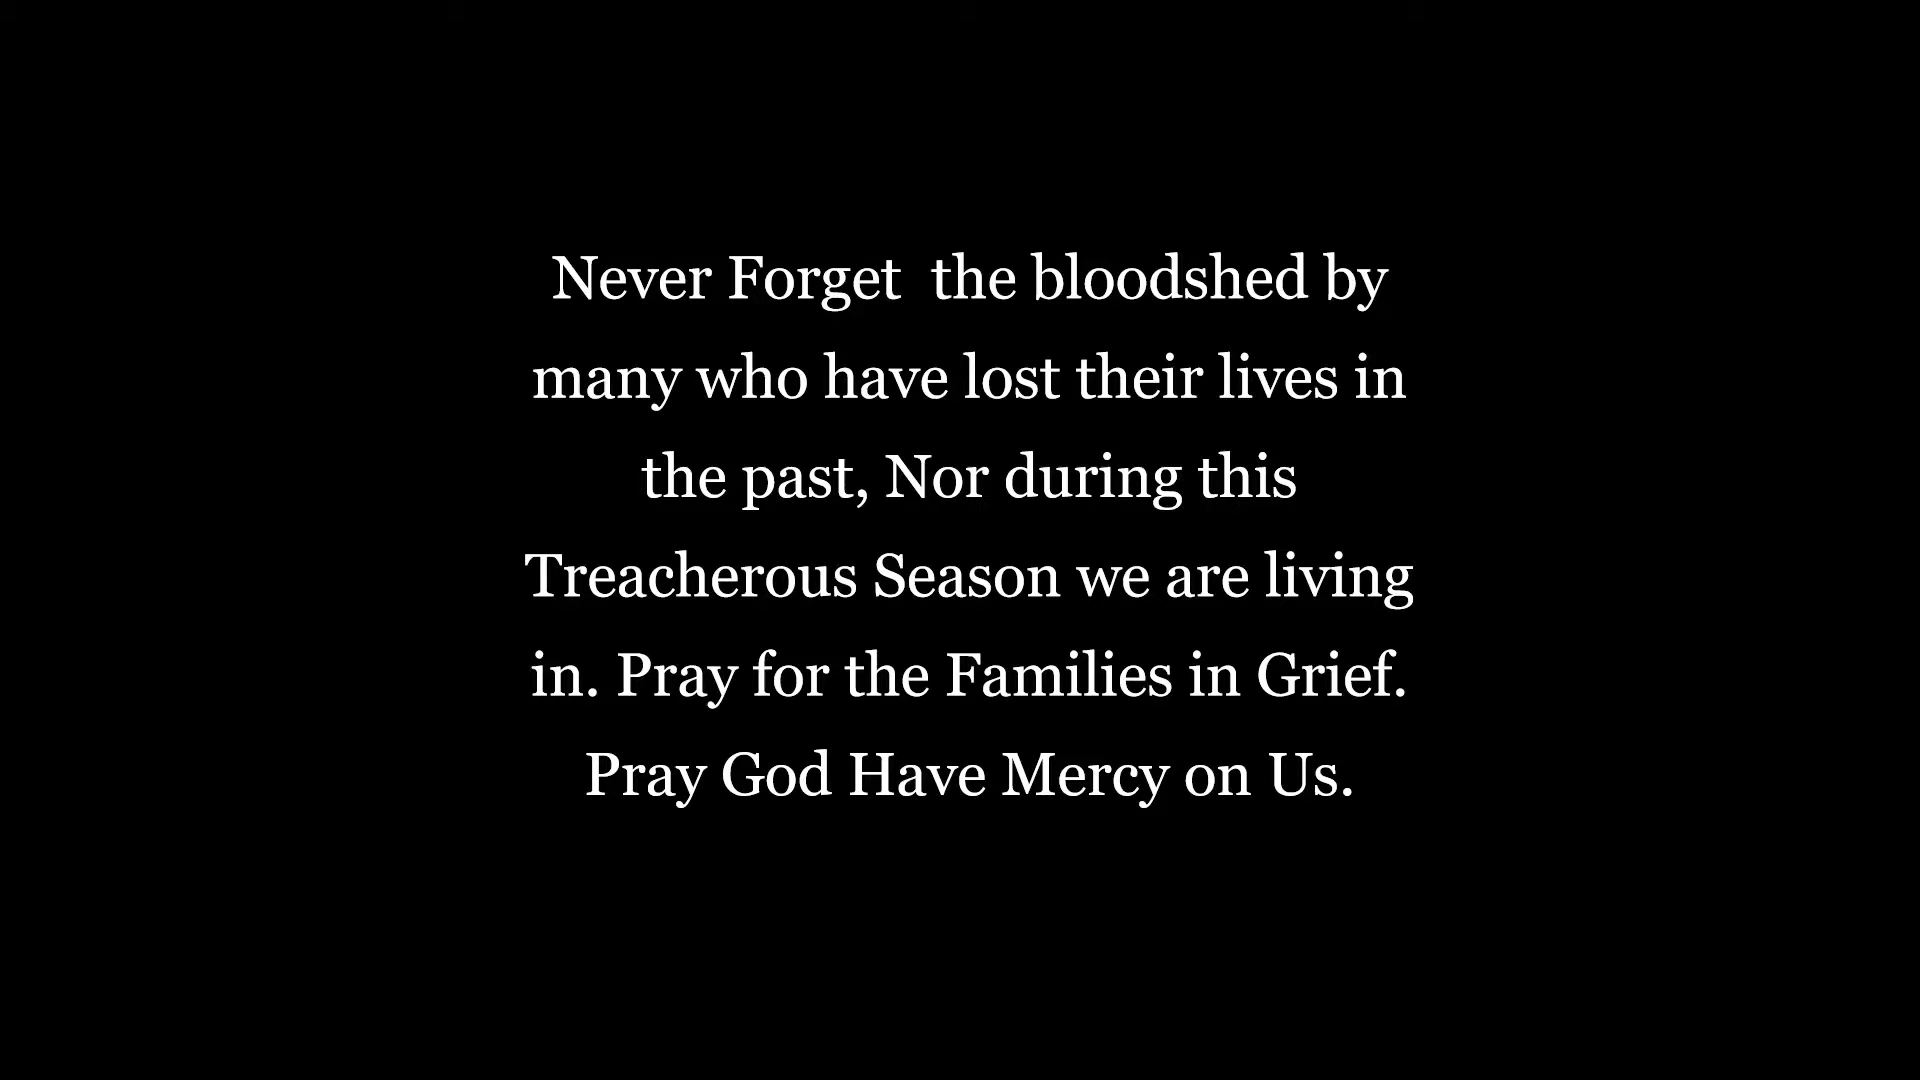 Never Forget  the bloodshed by
many who have lost their lives in
the past, Nor during this
Treacherous Season we are living
in. Pray for the Families in Grief.
Pray God Have Mercy on Us.